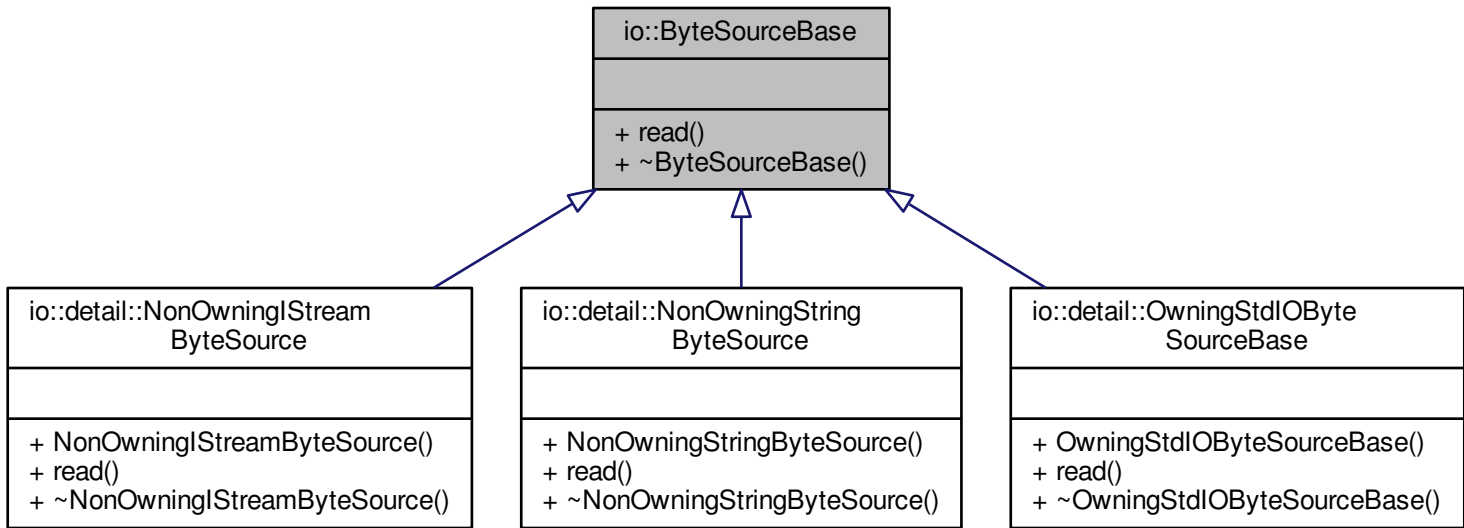 io::ByteSourceBase
+ read()
+ ~ByteSourceBase()
io::detail::NonOwningIStream
ByteSource
+ NonOwningIStreamByteSource()
+ read()
+ ~NonOwningIStreamByteSource()
io::detail::NonOwningString
ByteSource
+ NonOwningStringByteSource()
+ read()
+ ~NonOwningStringByteSource()
io::detail::OwningStdIOByte
SourceBase
+ OwningStdIOByteSourceBase()
+ read()
+ ~OwningStdIOByteSourceBase()